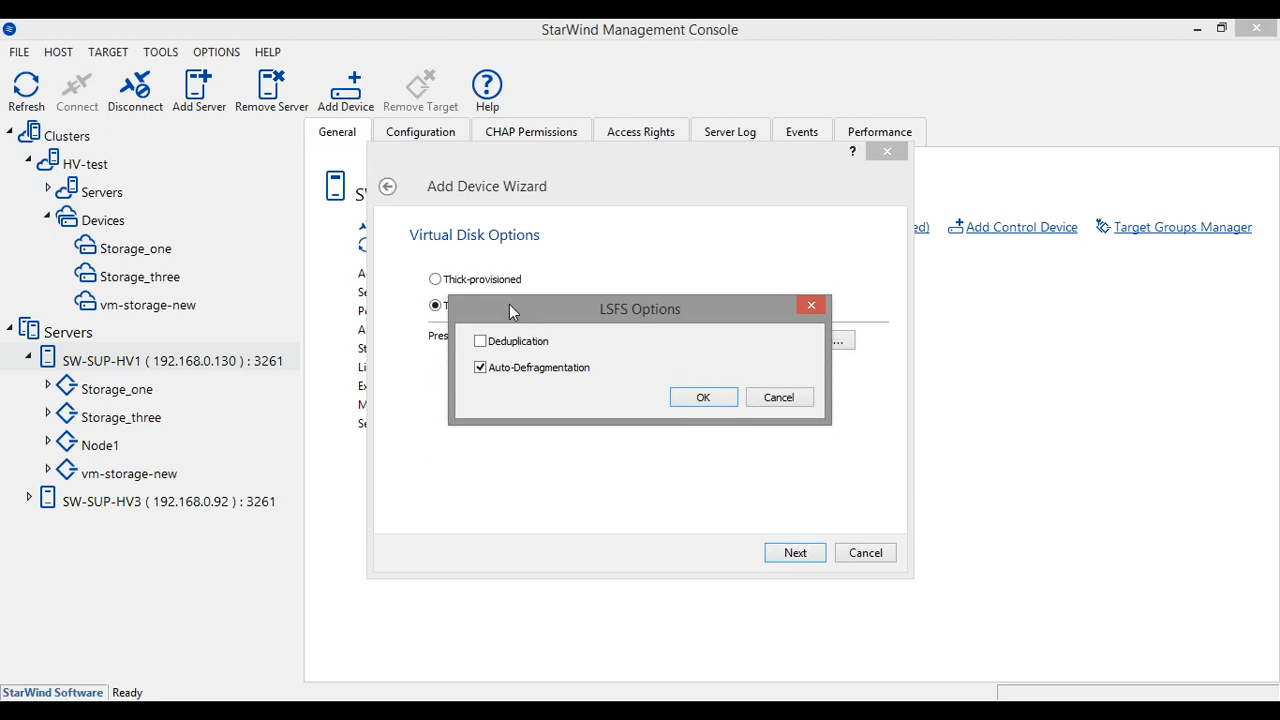 StarWind Management Console
FILE HOST TARGET TOOLS OPTIONS HELP
Refresh Connect Disconnect Add Server Remove Server Add Device Remove Target Help
Clusters
HV-test
Servers
Devices
Storage_one
Storage_three
vm-storage-new
Servers
SW-SUP-HV1 ( 192.168.0.130 ) : 3261
Storage_one
Storage_three
Node1
vm-storage-new
SW-SUP-HV3 ( 192.168.0.92 ) : 3261
General Configuration CHAP Permissions Access Rights Server Log Events Performance
ed) Add Control Device Target Groups Manager
?
Add Device Wizard
Virtual Disk Options
Thick-provisioned
Pres
...
LSFS Options
Deduplication
Auto-Defragmentation
OK Cancel
Next Cancel
StarWind Software Ready